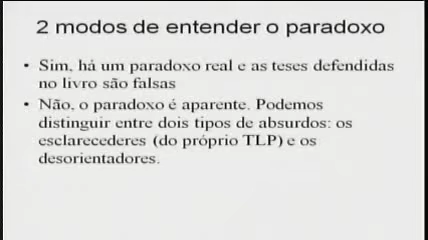 2 modos de entender o paradoxo
• Sim, há um paradoxo real e as teses defendidas
no livro são falsas
• Não, o paradoxo é aparente. Podemos
distinguir entre dois tipos de absurdos: os
esclarecederes (do próprio TLP) e os
desorientadores.